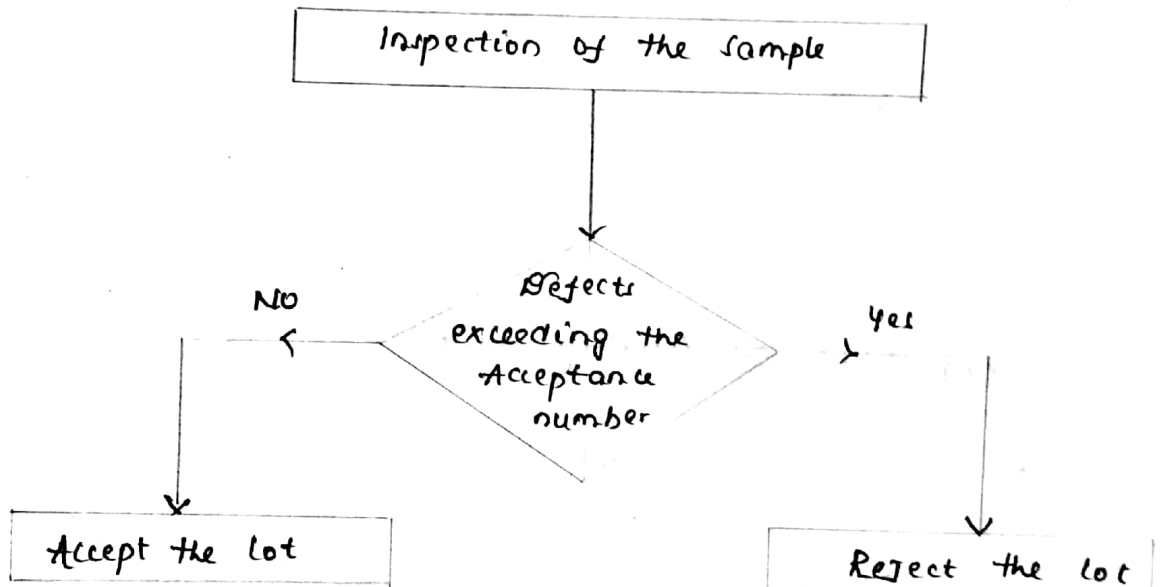 Inspection of the sample
Defects
exceeding the
Acceptance
number
NO
Yes
Accept the lot
Reject the lot